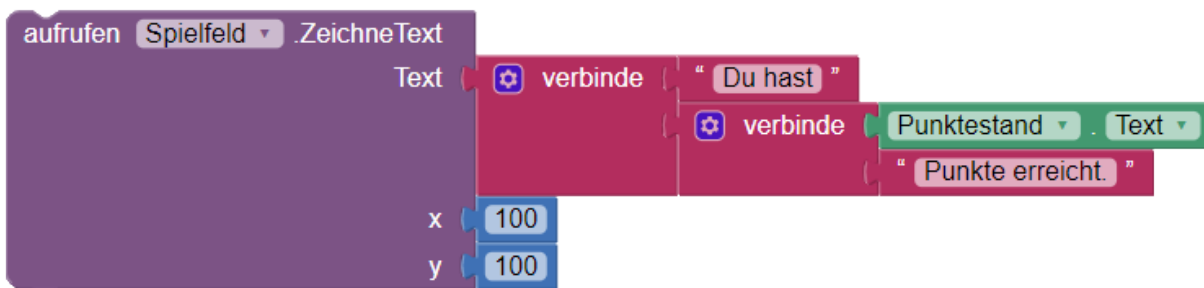 aufrufen Spielfeld .ZeichneText
Text verbinde “ Du hast ”
verbinde Punktestand . Text
“ Punkte erreicht. ”
x 100
y 100